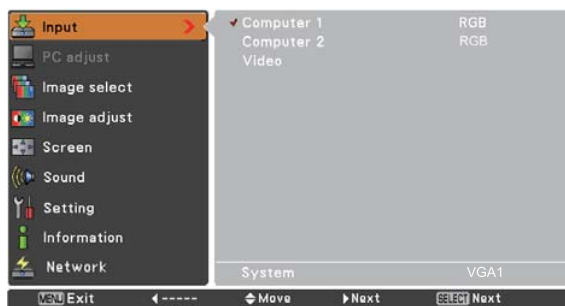 Input
PC adjust
Image select
Image adjust
Screen
Sound
Setting
Information
Network
Computer 1 RGB
Computer 2 RGB
Video
System VGA1
MENU Exit ----- Move Next SELECT Next